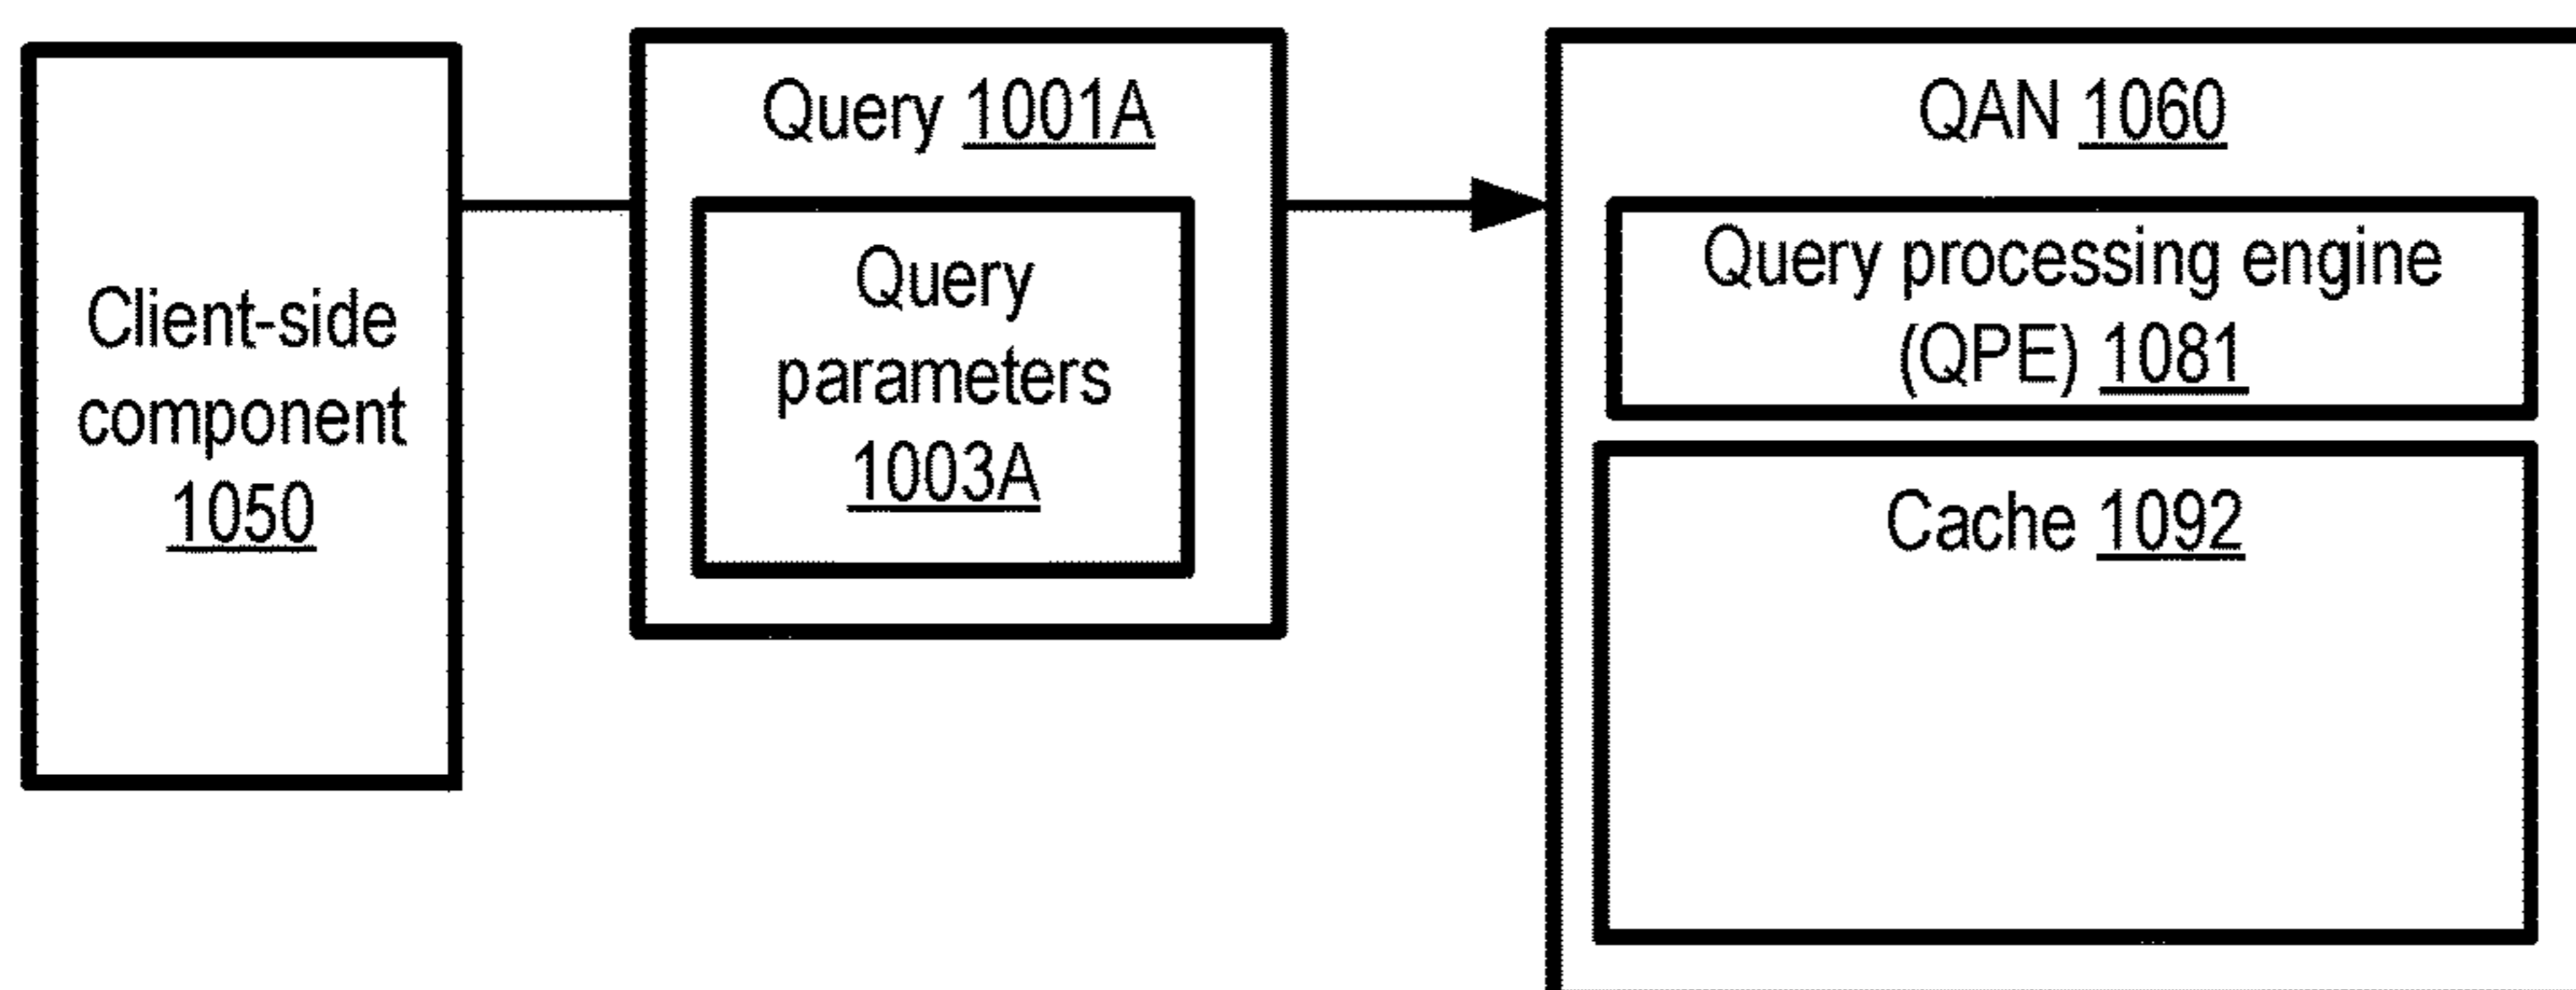 Client-side
component
1050
Query 1001A
Query
parameters
1003A
QAN 1060
Query processing engine
(QPE) 1081
Cache 1092